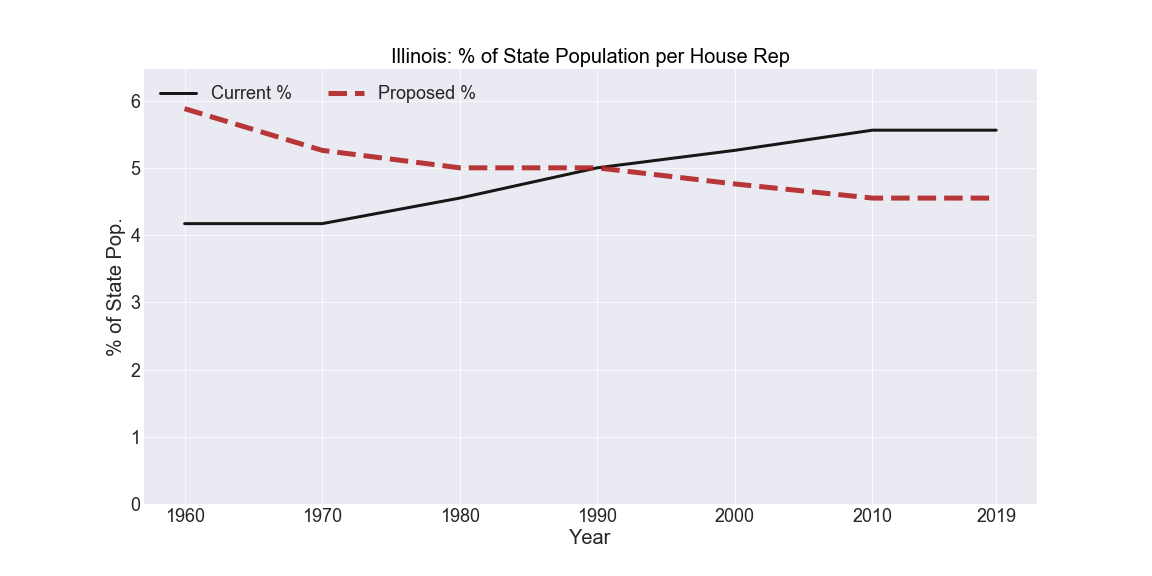 Illinois: % of State Population per House Rep
Current %
Proposed %
6
5
4
3
2
1
0
% of State Pop.
1960 1970 1980 1990 2000 2010 2019
Year